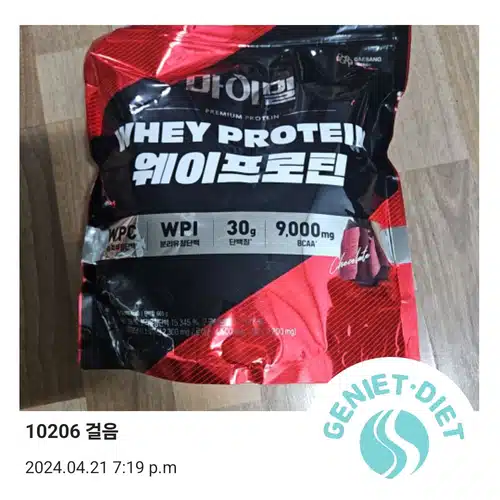 DAESANG
마이밀
PREMIUM PROTEIN
WHEY PROTEIN
웨이프로틴
WPC
WPI
분리유청단백
30g
단백질
9,000mg
BCAA
Chocolate
GENIET·DIET
10206 걸음
2024.04.21 7:19 p.m